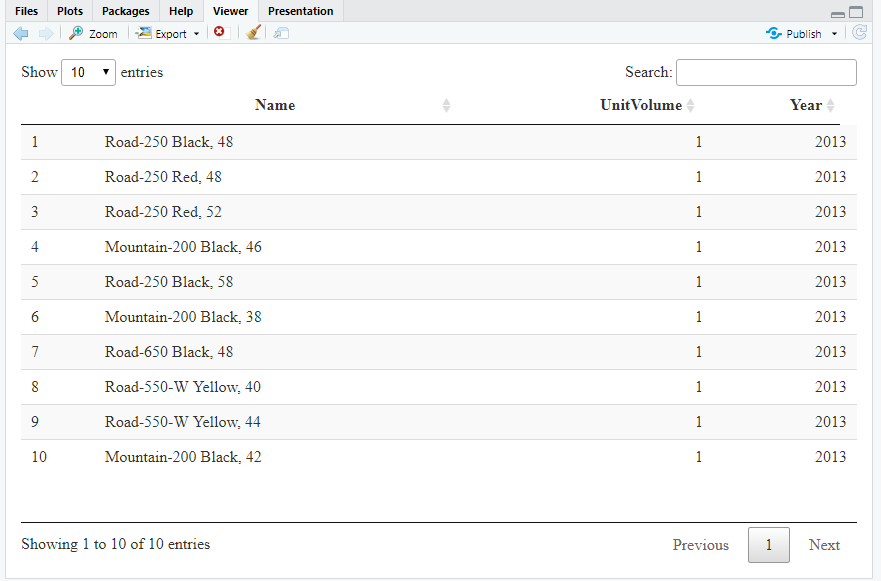 Files Plots Packages Help Viewer Presentation
Zoom Export Publish
Show 10 entries Search:
Name UnitVolume Year
1 Road-250 Black, 48 1 2013
2 Road-250 Red, 48 1 2013
3 Road-250 Red, 52 1 2013
4 Mountain-200 Black, 46 1 2013
5 Road-250 Black, 58 1 2013
6 Mountain-200 Black, 38 1 2013
7 Road-650 Black, 48 1 2013
8 Road-550-W Yellow, 40 1 2013
9 Road-550-W Yellow, 44 1 2013
10 Mountain-200 Black, 42 1 2013
Showing 1 to 10 of 10 entries Previous 1 Next